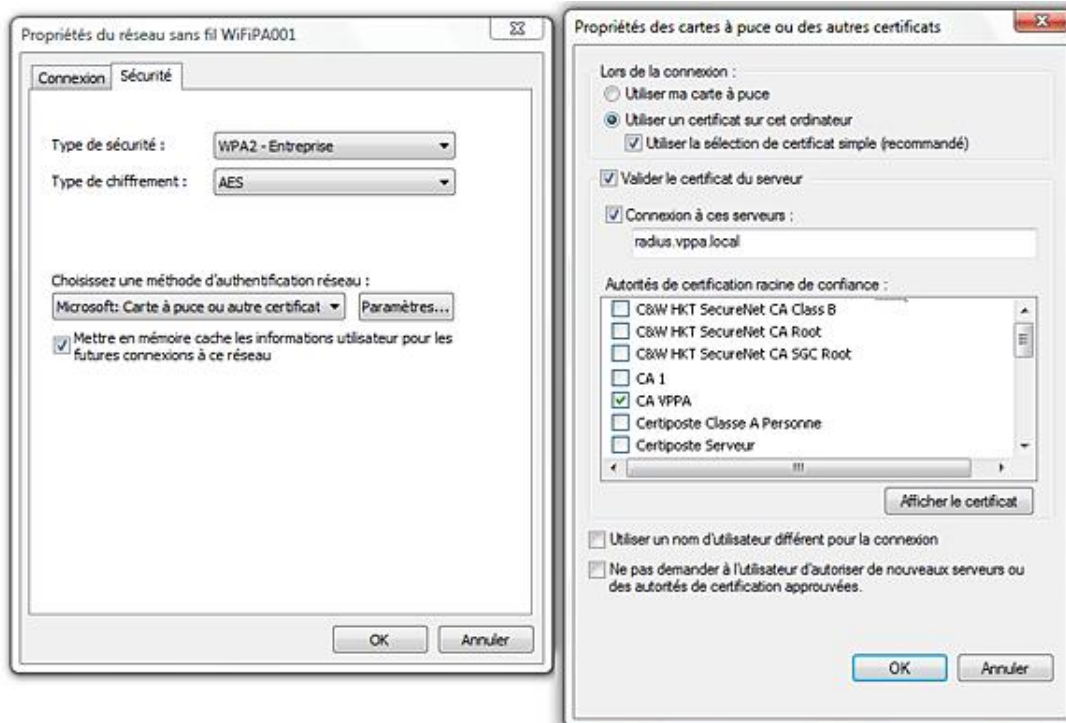 Propriétés du réseau sans fil WiFiPA001
Connexion
Sécurité
Type de sécurité :
WPA2 - Entreprise
Type de chiffrement :
AES
Choisissez une méthode d'authentification réseau :
Microsoft: Carte à puce ou autre certificat
Paramètres...
Mettre en mémoire cache les informations utilisateur pour les
futures connexions à ce réseau
OK
Annuler
Propriétés des cartes à puce ou des autres certificats
Lors de la connexion :
Utiliser ma carte à puce
Utiliser un certificat sur cet ordinateur
Utiliser la sélection de certificat simple (recommandé)
Valider le certificat du serveur
Connexion à ces serveurs :
radius.vppa.local
Autorités de certification racine de confiance :
C&W HKT SecureNet CA Class B
C&W HKT SecureNet CA Root
C&W HKT SecureNet CA SGC Root
CA 1
CA VPPA
Certiposte Classe A Personne
Certiposte Serveur
Afficher le certificat
Utiliser un nom d'utilisateur différent pour la connexion
Ne pas demander à l'utilisateur d'autoriser de nouveaux serveurs ou
des autorités de certification approuvées.
OK
Annuler